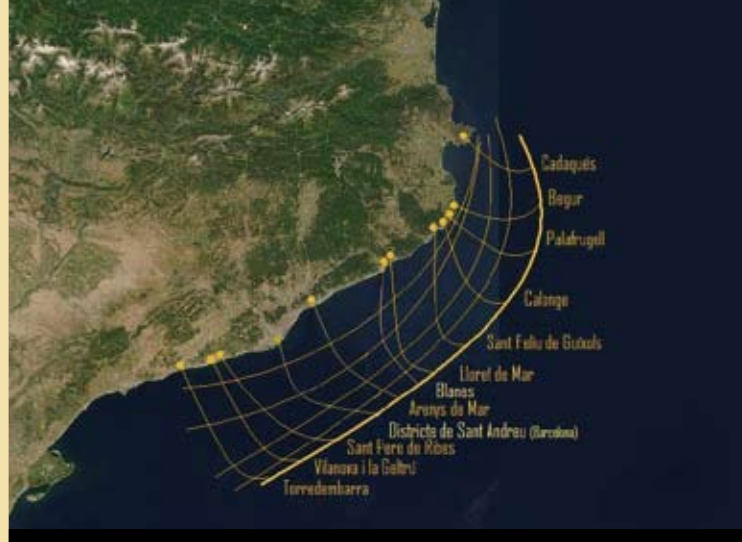 Cadaqués
Begur
Palafrugell
Calonge
Sant Feliu de Guíxols
Lloret de Mar
Blanes
Arenys de Mar
Districte de Sant Andreu (Barcelona)
Sant Pere de Ribes
Vilanova i la Geltrú
Torredembarra